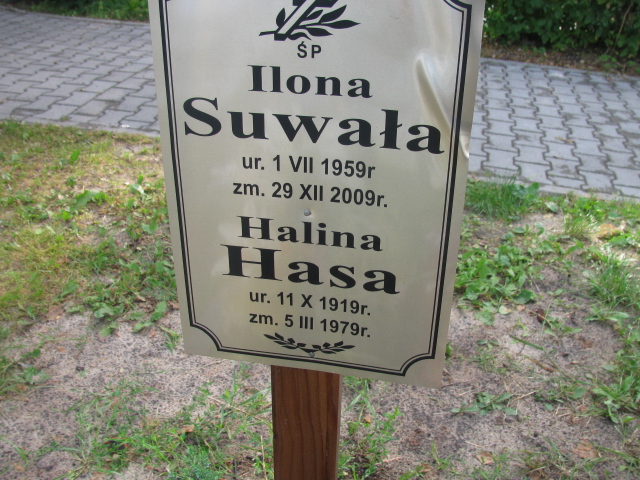 ŚP
Ilona
Suwała
ur. 1 VII 1959r
zm. 29 XII 2009r.
Halina
Hasa
ur. 11 X 1919r.
zm. 5 III 1979r.